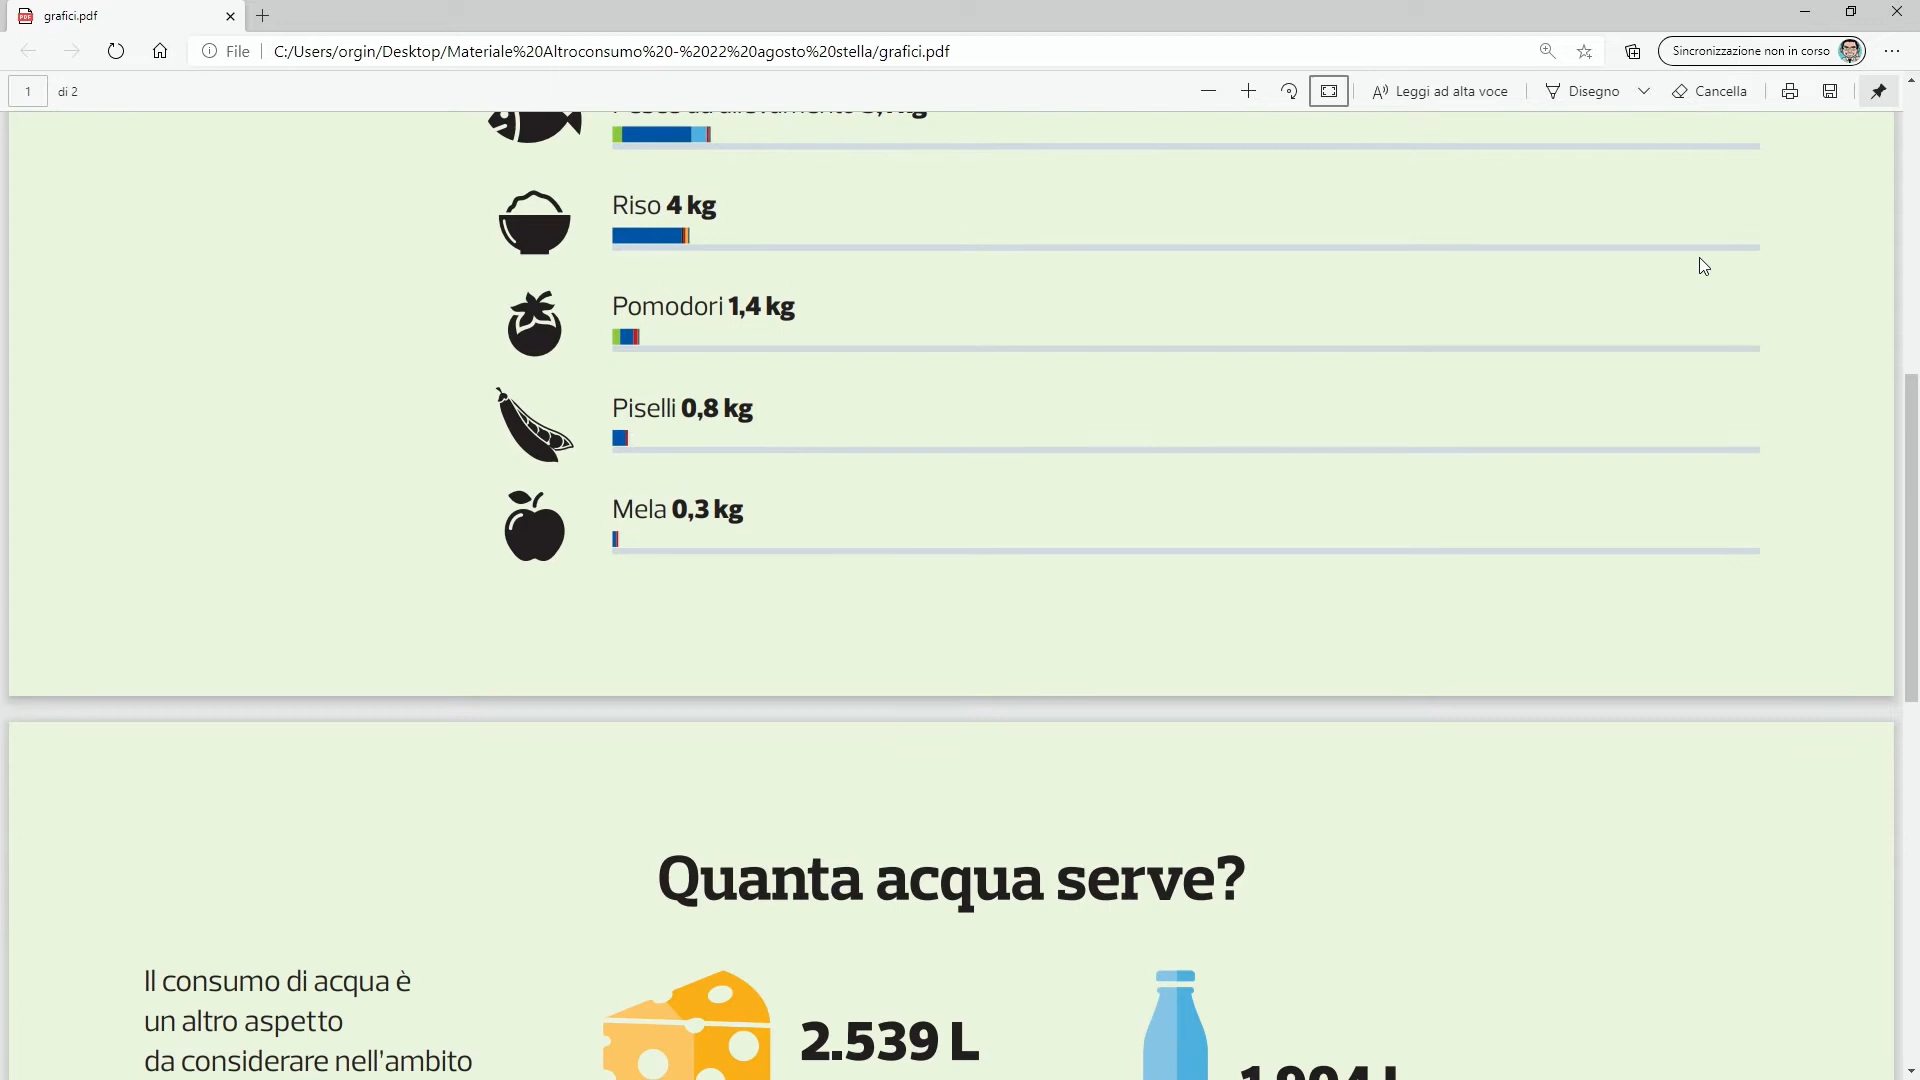 grafici.pdf
File
C:/Users/orgin/Desktop/Materiale%20Altroconsumo%20-%2022%20agosto%20stella/grafici.pdf
Sincronizzazione non in corso
1 di 2
Leggi ad alta voce
Disegno
Cancella
Riso 4 kg
Pomodori 1,4 kg
Piselli 0,8 kg
Mela 0,3 kg
Quanta acqua serve?
Il consumo di acqua è
un altro aspetto
da considerare nell'ambito
2.539 L